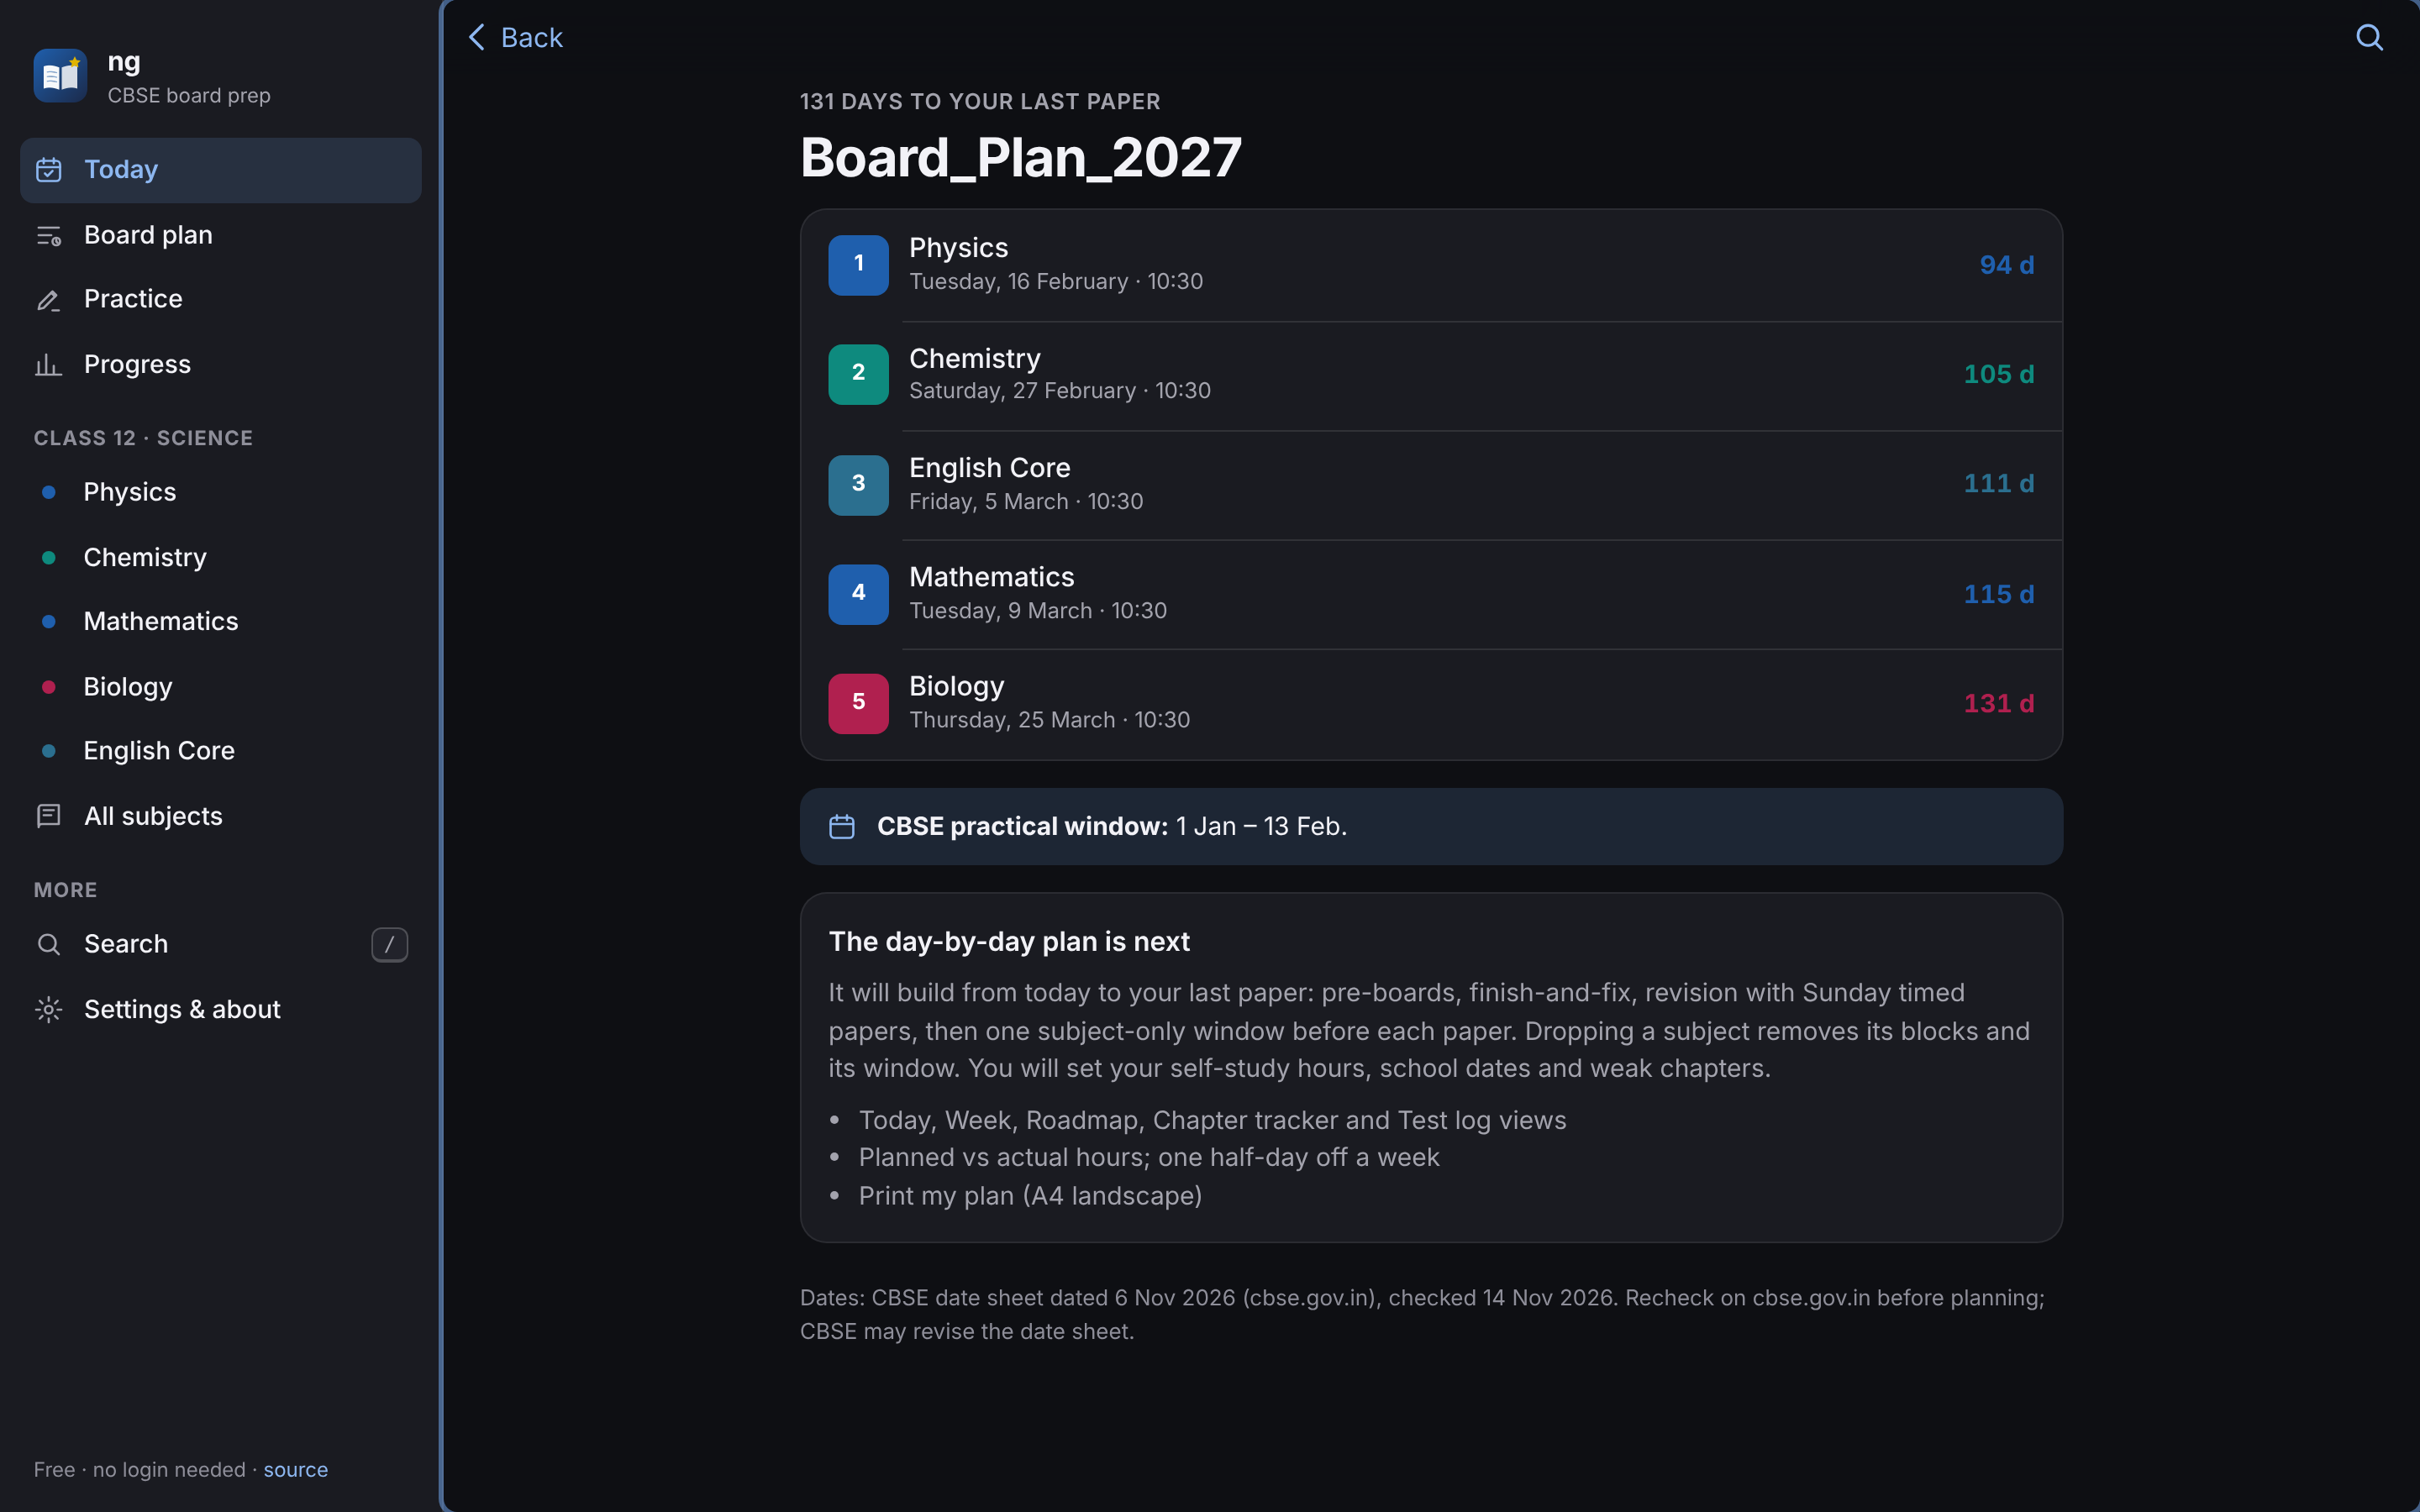 ng
CBSE board prep
Today
Board plan
Practice
Progress
CLASS 12 · SCIENCE
Physics
Chemistry
Mathematics
Biology
English Core
All subjects
MORE
Search /
Settings & about
Free · no login needed · source
Back
131 DAYS TO YOUR LAST PAPER
Board_Plan_2027
1 Physics 94 d
Tuesday, 16 February · 10:30
2 Chemistry 105 d
Saturday, 27 February · 10:30
3 English Core 111 d
Friday, 5 March · 10:30
4 Mathematics 115 d
Tuesday, 9 March · 10:30
5 Biology 131 d
Thursday, 25 March · 10:30
CBSE practical window: 1 Jan – 13 Feb.
The day-by-day plan is next
It will build from today to your last paper: pre-boards, finish-and-fix, revision with Sunday timed
papers, then one subject-only window before each paper. Dropping a subject removes its blocks and
its window. You will set your self-study hours, school dates and weak chapters.
• Today, Week, Roadmap, Chapter tracker and Test log views
• Planned vs actual hours; one half-day off a week
• Print my plan (A4 landscape)
Dates: CBSE date sheet dated 6 Nov 2026 (cbse.gov.in), checked 14 Nov 2026. Recheck on cbse.gov.in before planning;
CBSE may revise the date sheet.